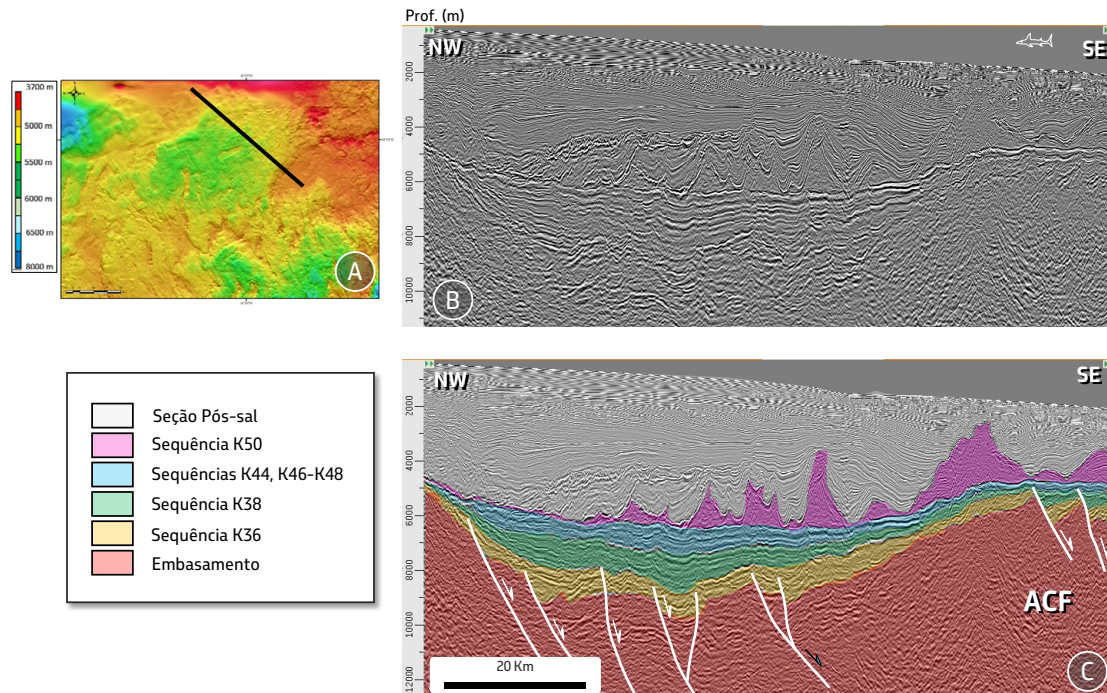 Prof. (m)
NW
SE
2000
4000
6000
8000
10000
B
3700 m
5000 m
5500 m
6000 m
6500 m
8000 m
A
Seção Pós-sal
Sequência K50
Sequências K44, K46-K48
Sequência K38
Sequência K36
Embasamento
NW
SE
2000
4000
6000
8000
10000
12000
ACF
20 Km
C